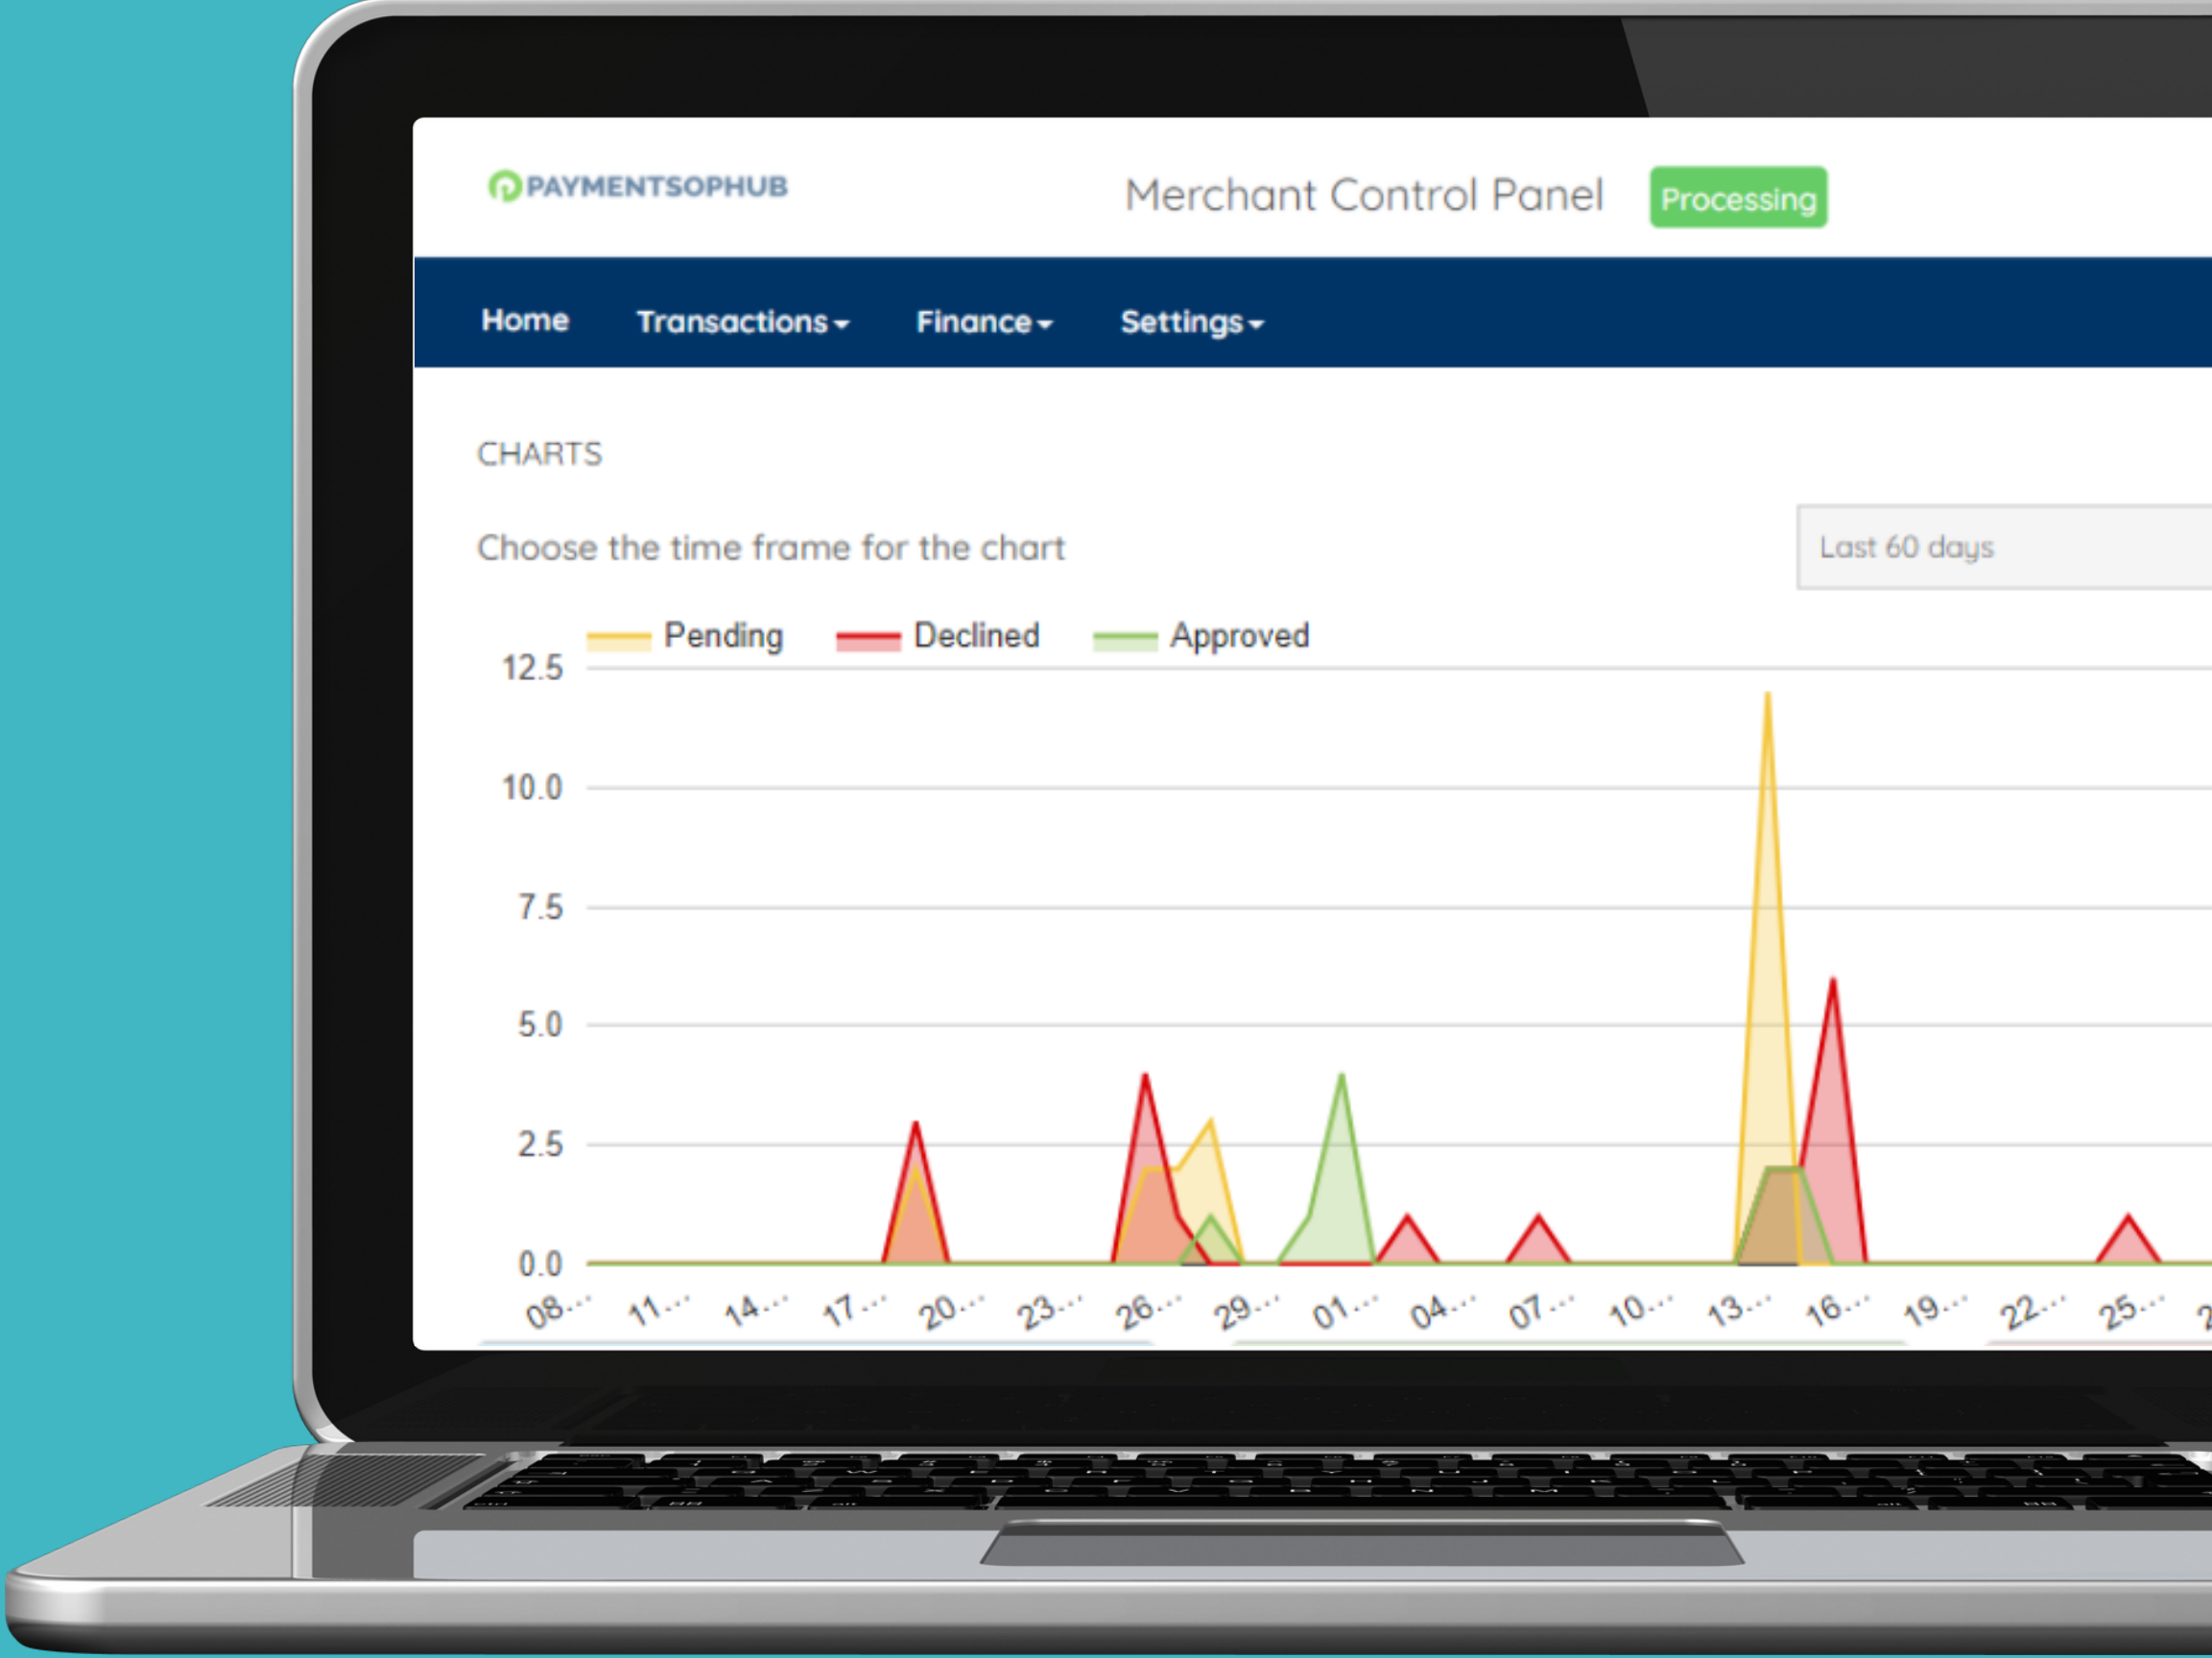 PAYMENTSOPHUB
Merchant Control Panel
Processing
Home Transactions Finance Settings
CHARTS
Choose the time frame for the chart
Last 60 days
Pending Declined Approved
12.5
10.0
7.5
5.0
2.5
0.0
08... 11... 14... 17... 20... 23... 26... 29... 01... 04... 07... 10... 13... 16... 19... 22... 25...